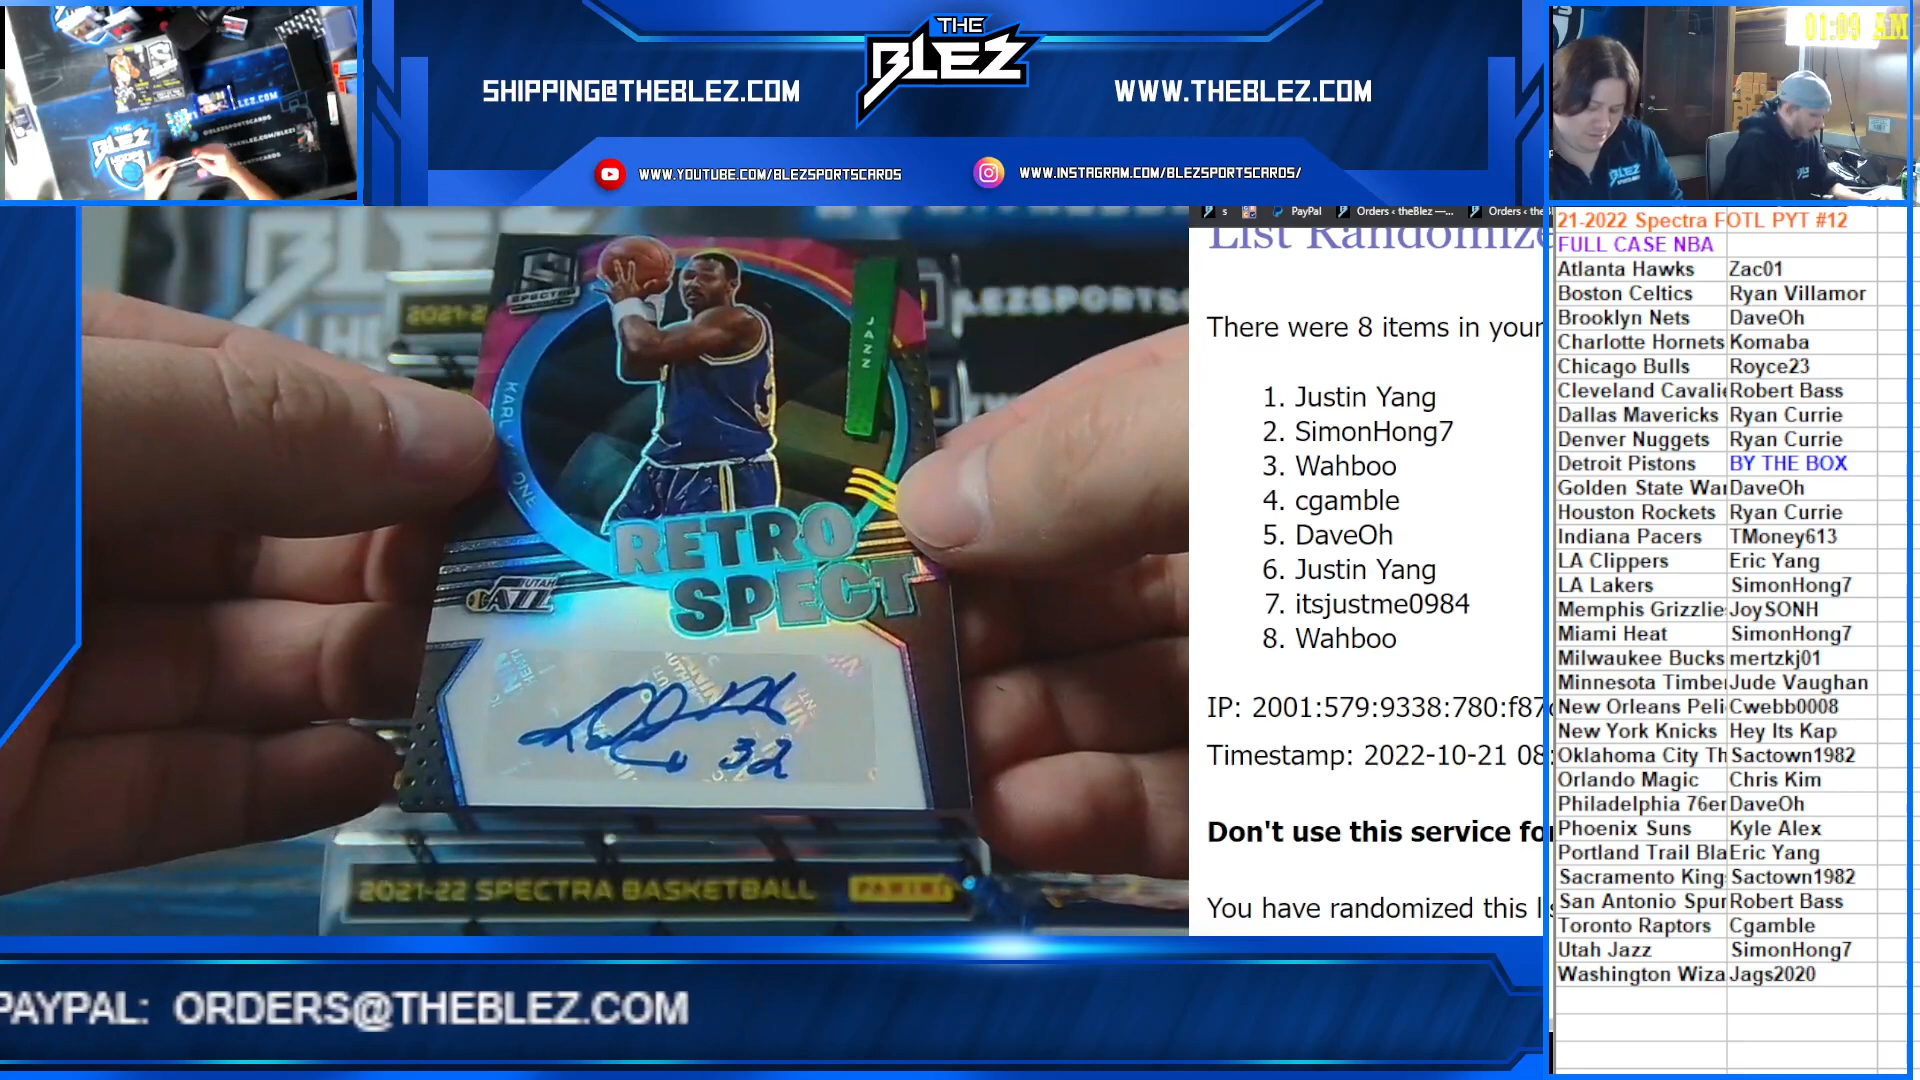 THE
BLEZ
SHIPPING@THEBLEZ.COM
WWW.THEBLEZ.COM
WWW.YOUTUBE.COM/BLEZSPORTSCARDS
WWW.INSTAGRAM.COM/BLEZSPORTSCARDS/
01:09 AM
s
PayPal
Orders ‹ theBlez —...
Orders ‹ the
List Randomize
There were 8 items in your
1. Justin Yang
2. SimonHong7
3. Wahboo
4. cgamble
5. DaveOh
6. Justin Yang
7. itsjustme0984
8. Wahboo
IP: 2001:579:9338:780:f87
Timestamp: 2022-10-21 08:
Don't use this service fo
You have randomized this
21-2022 Spectra FOTL PYT #12
FULL CASE NBA
Atlanta Hawks Zac01
Boston Celtics Ryan Villamor
Brooklyn Nets DaveOh
Charlotte Hornets Komaba
Chicago Bulls Royce23
Cleveland Cavalie Robert Bass
Dallas Mavericks Ryan Currie
Denver Nuggets Ryan Currie
Detroit Pistons BY THE BOX
Golden State War DaveOh
Houston Rockets Ryan Currie
Indiana Pacers TMoney613
LA Clippers Eric Yang
LA Lakers SimonHong7
Memphis Grizzlie JoySONH
Miami Heat SimonHong7
Milwaukee Bucks mertzkj01
Minnesota Timber Jude Vaughan
New Orleans Peli Cwebb0008
New York Knicks Hey Its Kap
Oklahoma City Th Sactown1982
Orlando Magic Chris Kim
Philadelphia 76er DaveOh
Phoenix Suns Kyle Alex
Portland Trail Bla Eric Yang
Sacramento King Sactown1982
San Antonio Spur Robert Bass
Toronto Raptors Cgamble
Utah Jazz SimonHong7
Washington Wiza Jags2020
SPECTRA
JAZZ
KARL MALONE
RETRO
SPECT
UTAH
JAZZ
32
2021-22 SPECTRA BASKETBALL
PANINI
PAYPAL: ORDERS@THEBLEZ.COM